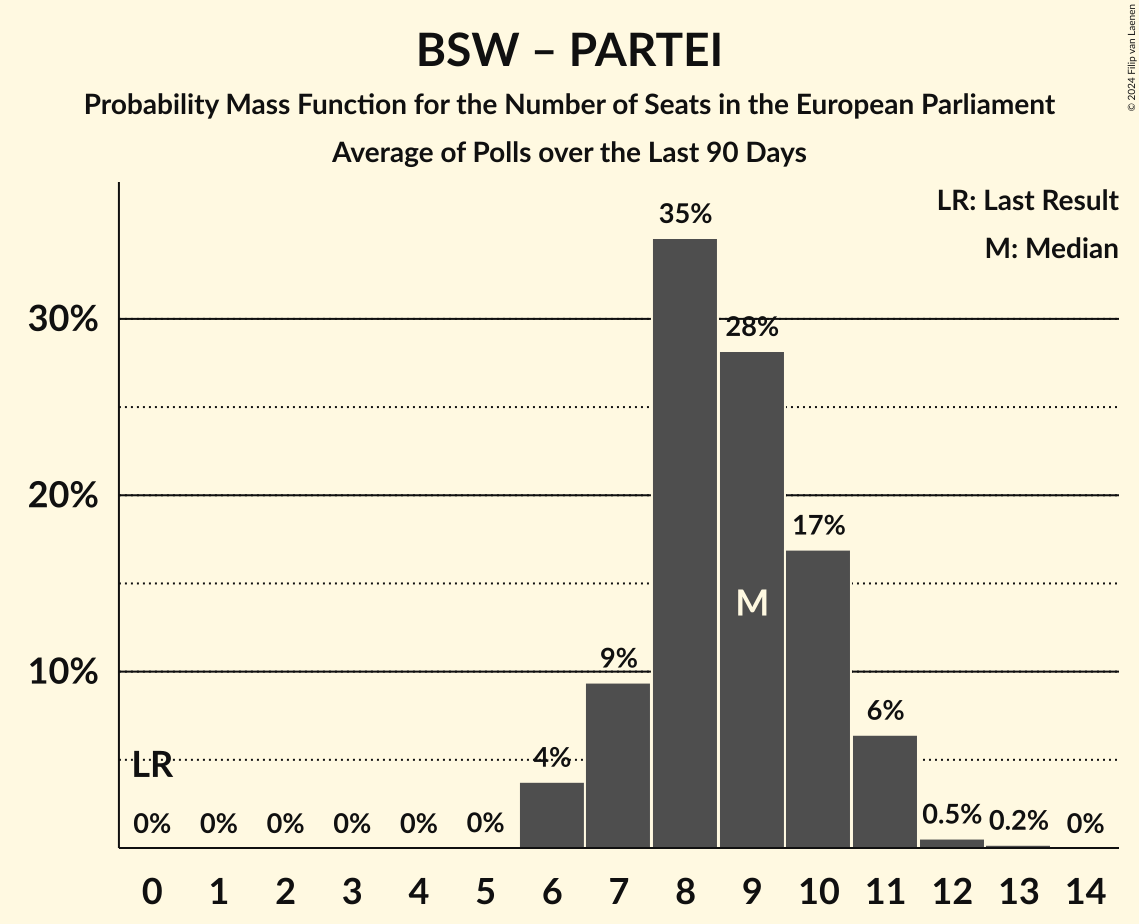 BSW – PARTEI
Probability Mass Function for the Number of Seats in the European Parliament
Average of Polls over the Last 90 Days
© 2024 Filip van Laenen
LR: Last Result
M: Median
35%
30%
28%
20%
17%
M
10%
9%
6%
LR
4%
0% 0% 0% 0% 0% 0% 0.5% 0.2% 0%
0 1 2 3 4 5 6 7 8 9 10 11 12 13 14